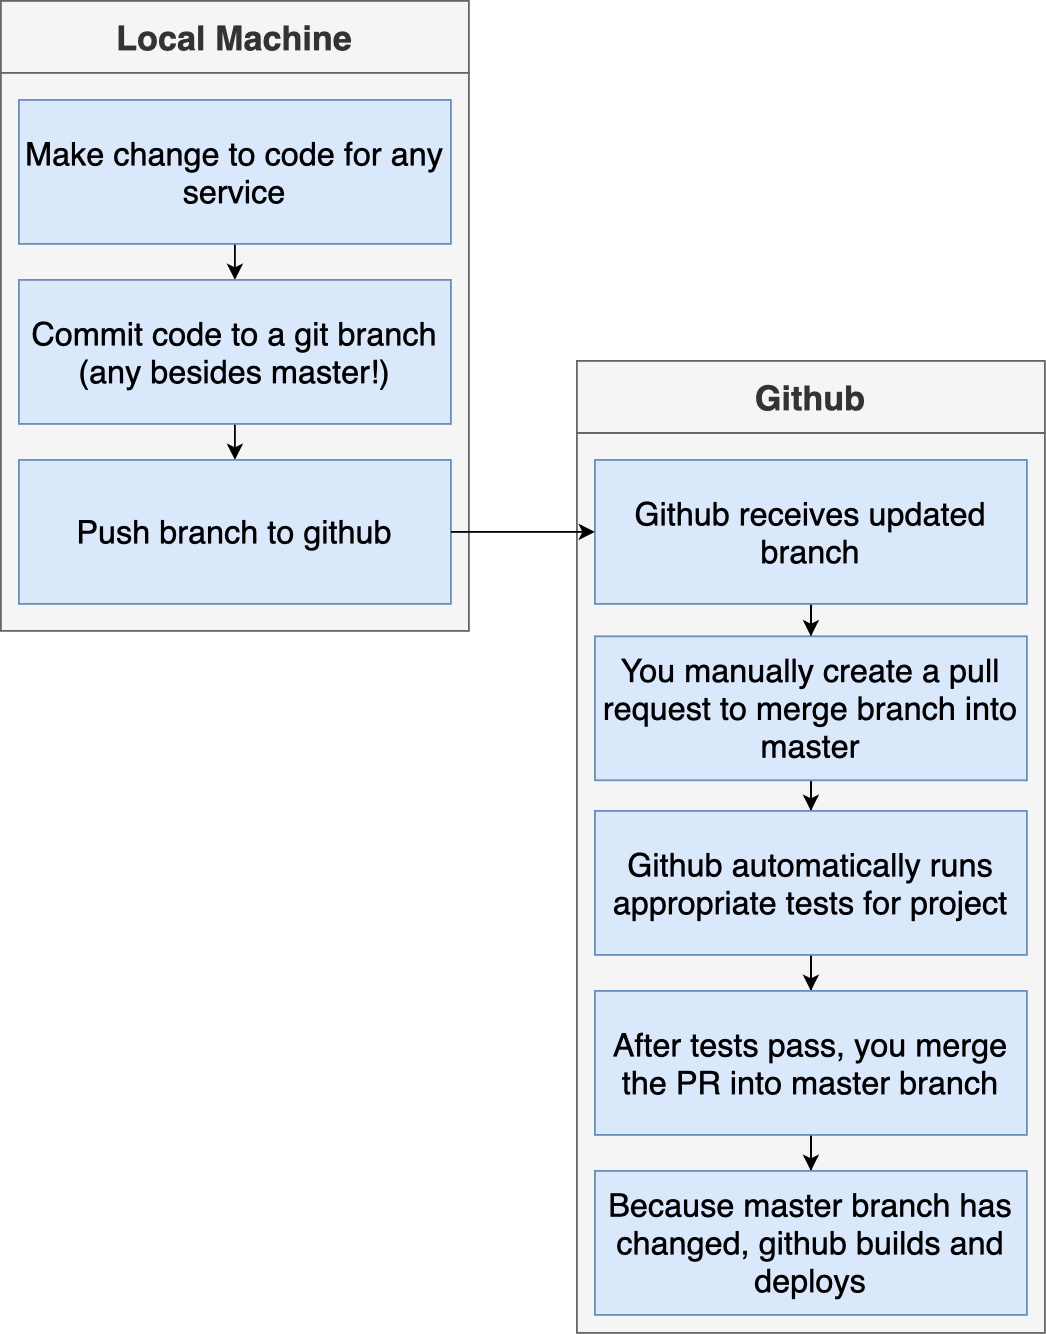 Local Machine
Make change to code for any
service
Commit code to a git branch
(any besides master!)
Push branch to github
Github
Github receives updated
branch
You manually create a pull
request to merge branch into
master
Github automatically runs
appropriate tests for project
After tests pass, you merge
the PR into master branch
Because master branch has
changed, github builds and
deploys